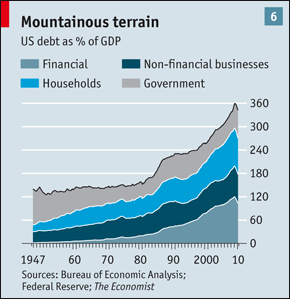 Mountainous terrain
6
US debt as % of GDP
Financial
Non-financial businesses
Households
Government
360
300
240
180
120
60
0
1947 60 70 80 90 2000 10
Sources: Bureau of Economic Analysis;
Federal Reserve; The Economist